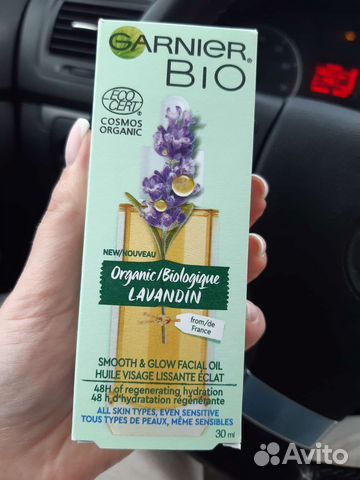 GARNIER®
BIO
ECO
CERT®
COSMOS
ORGANIC
NEW/NOUVEAU
Organic/Biologique
LAVANDIN
from/de
France
SMOOTH & GLOW FACIAL OIL
HUILE VISAGE LISSANTE ÉCLAT
48H of regenerating hydration
48 h d'hydratation régénérante
ALL SKIN TYPES, EVEN SENSITIVE
TOUS TYPES DE PEAUX, MÊME SENSIBLES
30 ml
Avito